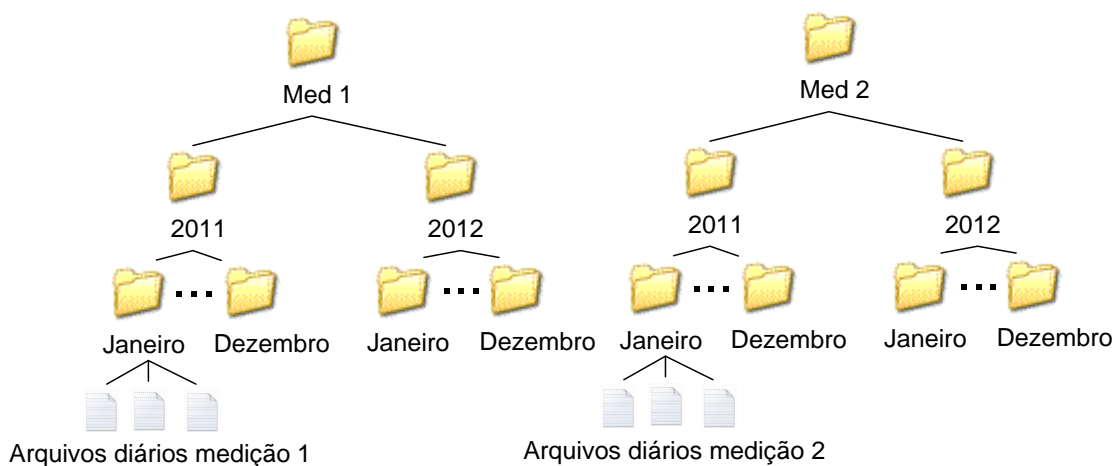 Med 1
Med 2
2011
2012
2011
2012
Janeiro
Dezembro
Janeiro
Dezembro
Janeiro
Dezembro
Janeiro
Dezembro
Arquivos diários medição 1
Arquivos diários medição 2